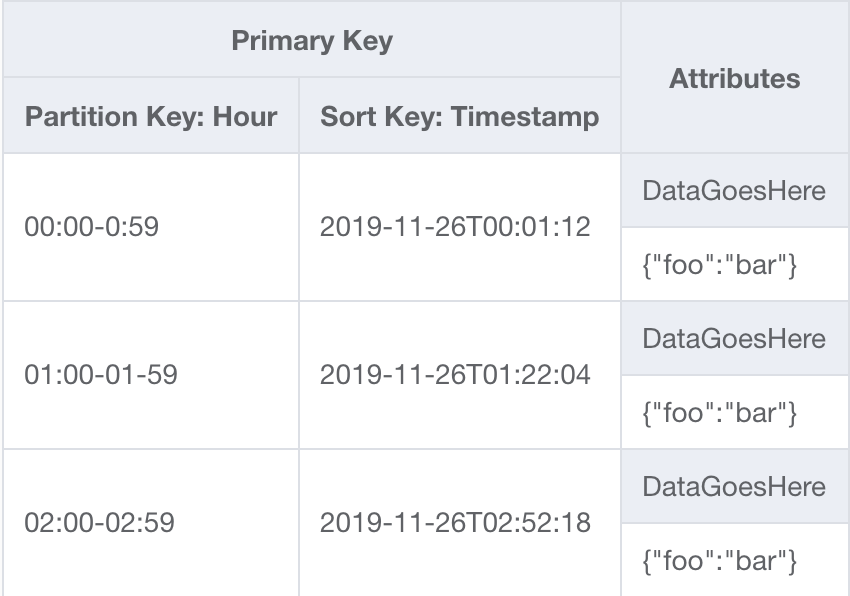 Primary Key
Attributes
Partition Key: Hour
Sort Key: Timestamp
00:00-0:59
2019-11-26T00:01:12
DataGoesHere
{"foo":"bar"}
01:00-01-59
2019-11-26T01:22:04
DataGoesHere
{"foo":"bar"}
02:00-02:59
2019-11-26T02:52:18
DataGoesHere
{"foo":"bar"}